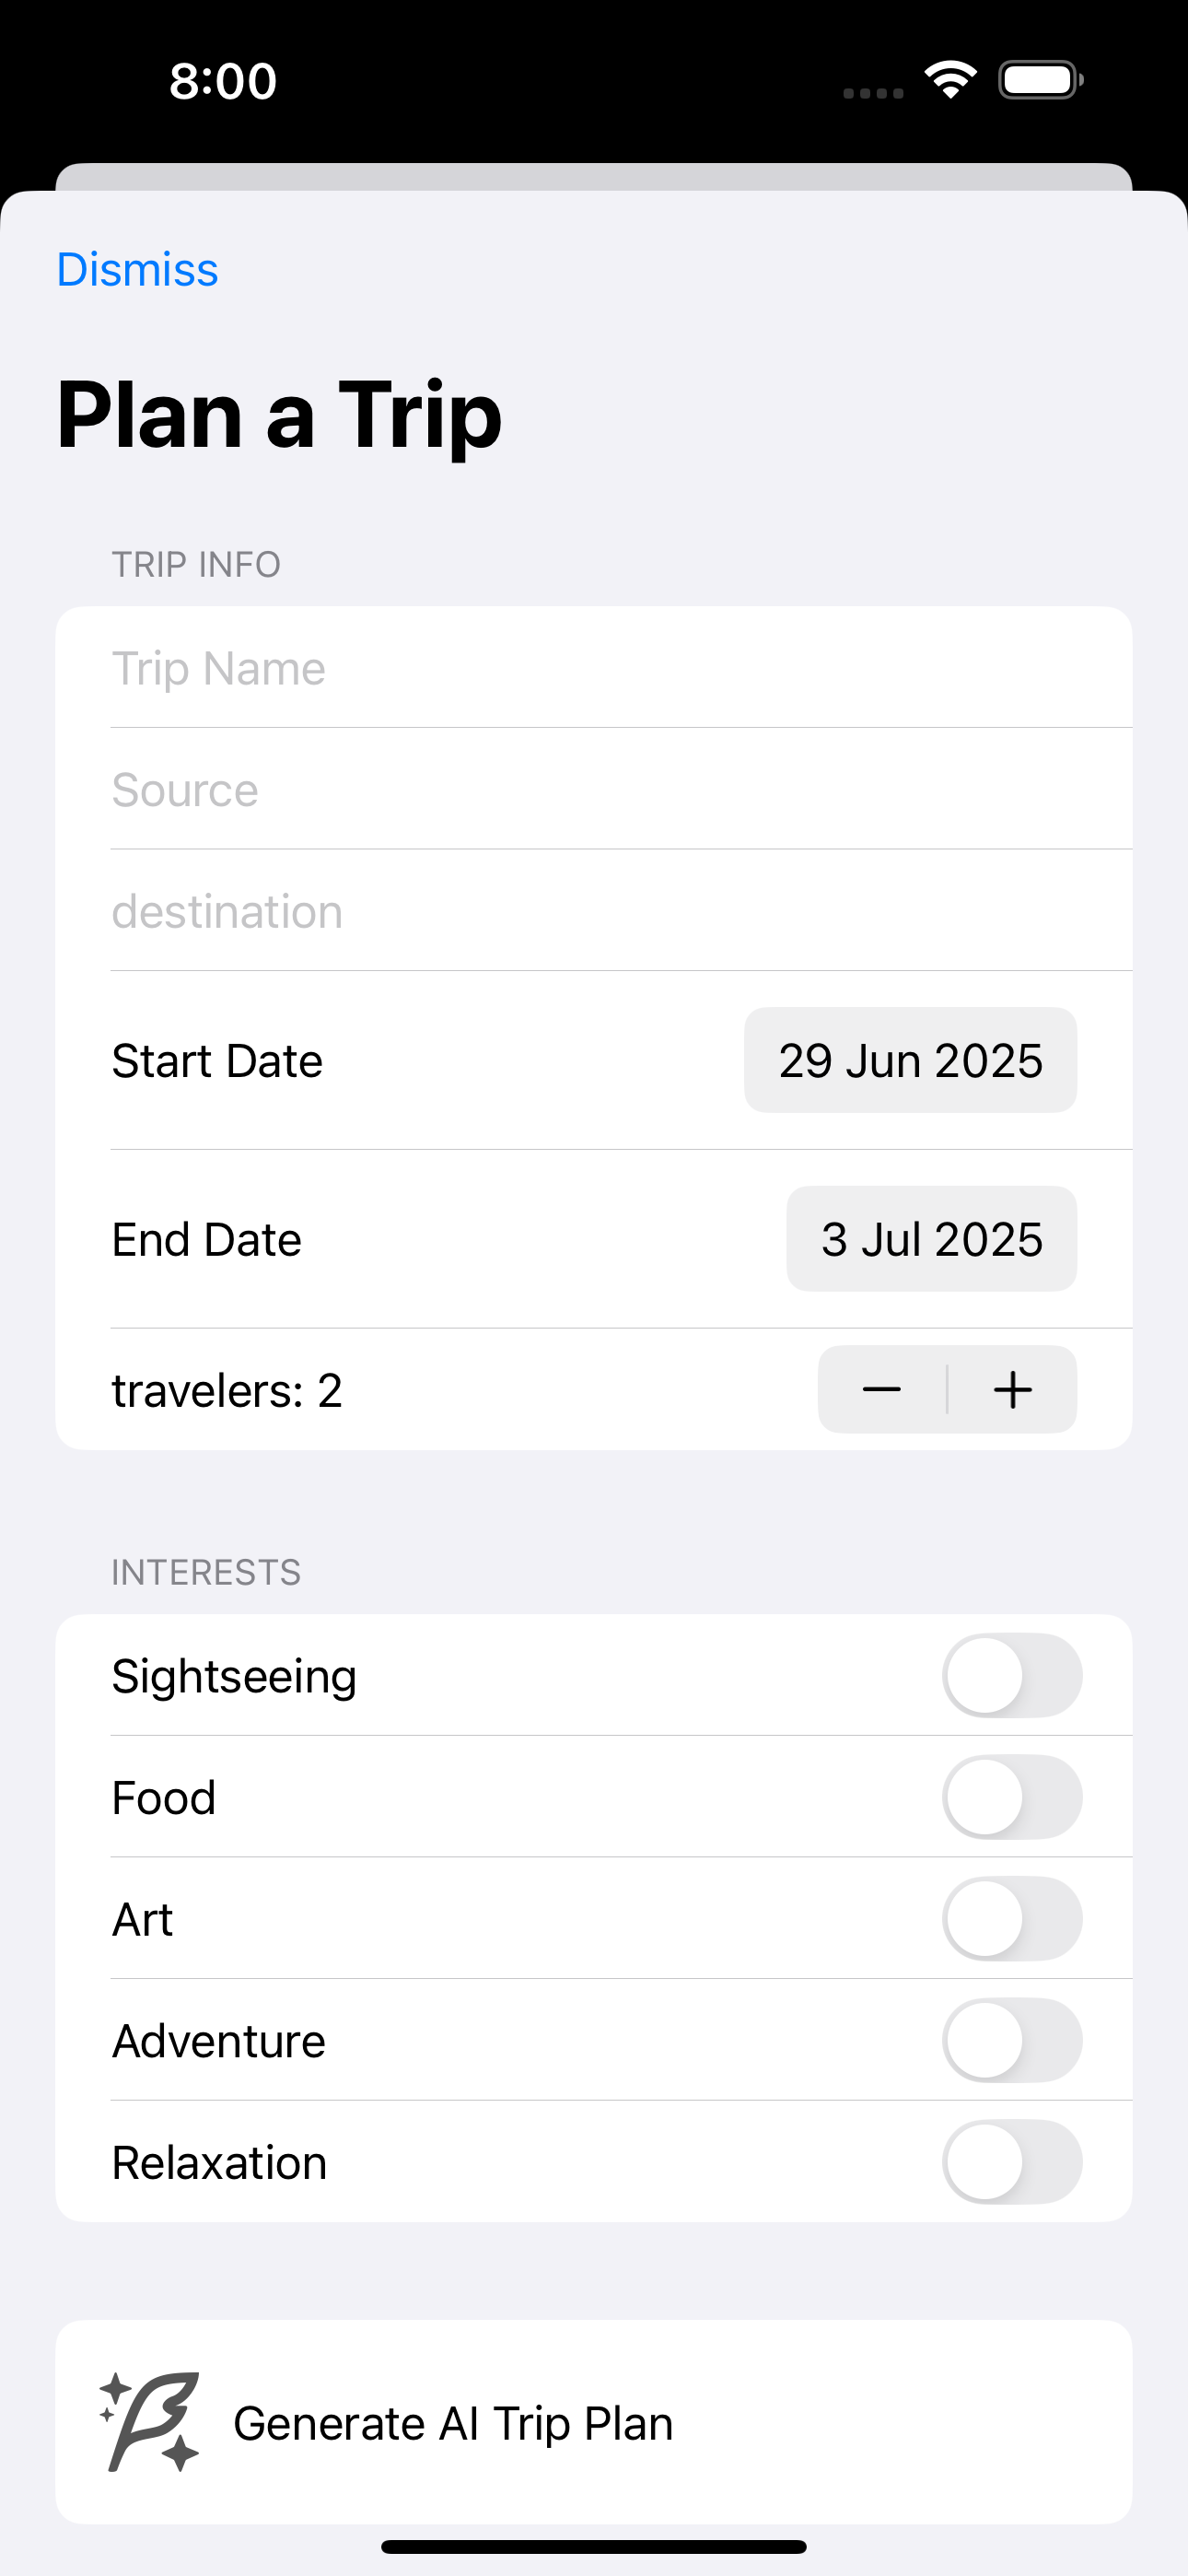 8:00
Dismiss
Plan a Trip
TRIP INFO
Trip Name
Source
destination
Start Date 29 Jun 2025
End Date 3 Jul 2025
travelers: 2
INTERESTS
Sightseeing
Food
Art
Adventure
Relaxation
Generate AI Trip Plan